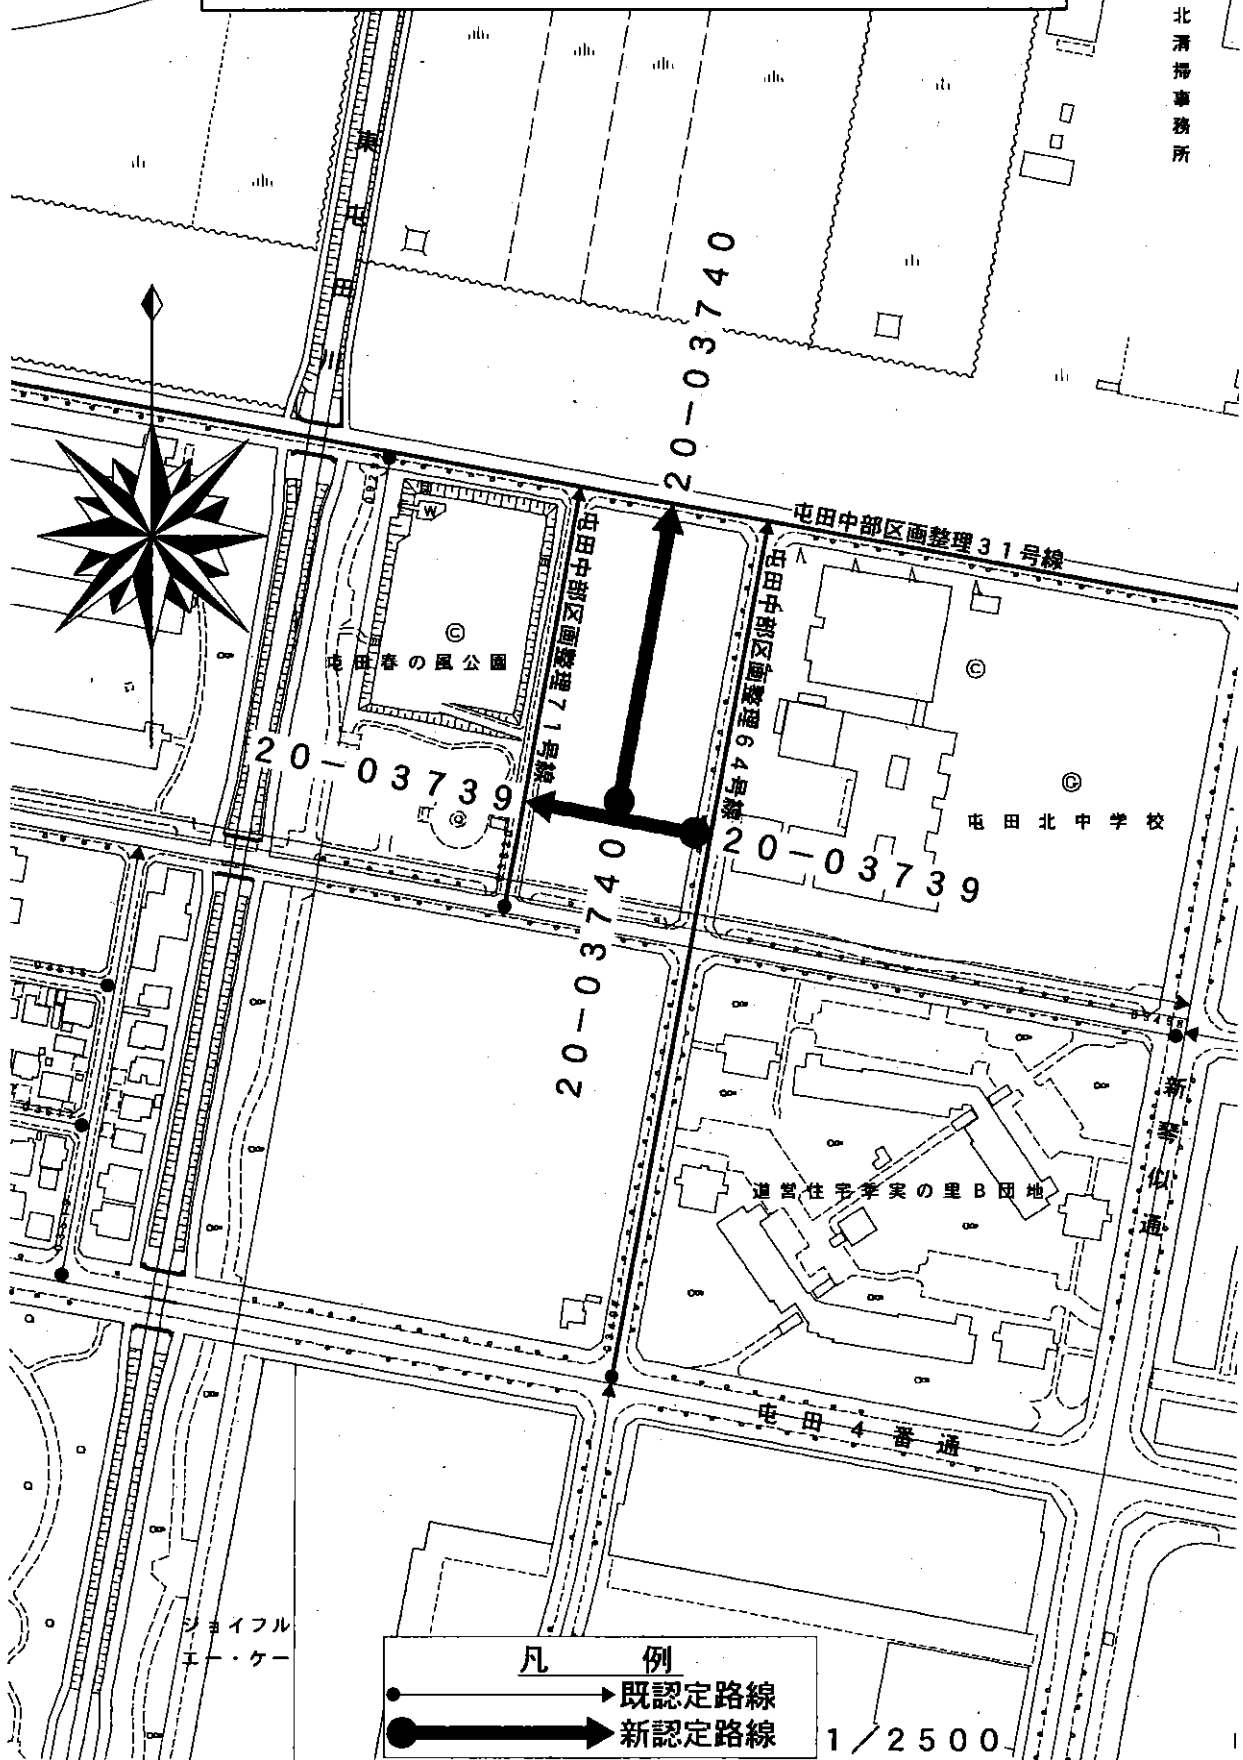 北清掃事務所
東屯田川
20-03740
屯田中部区画整理31号線
屯田中部区画整理71号線
屯田中部区画整理64号線
W
屯田春の風公園
20-03739
屯田北中学校
20-03739
20-03740
新琴似通
道営住宅季実の里B団地
屯田4番通
ジョイフル
エー・ケー
凡 例
既認定路線
新認定路線
1/2500